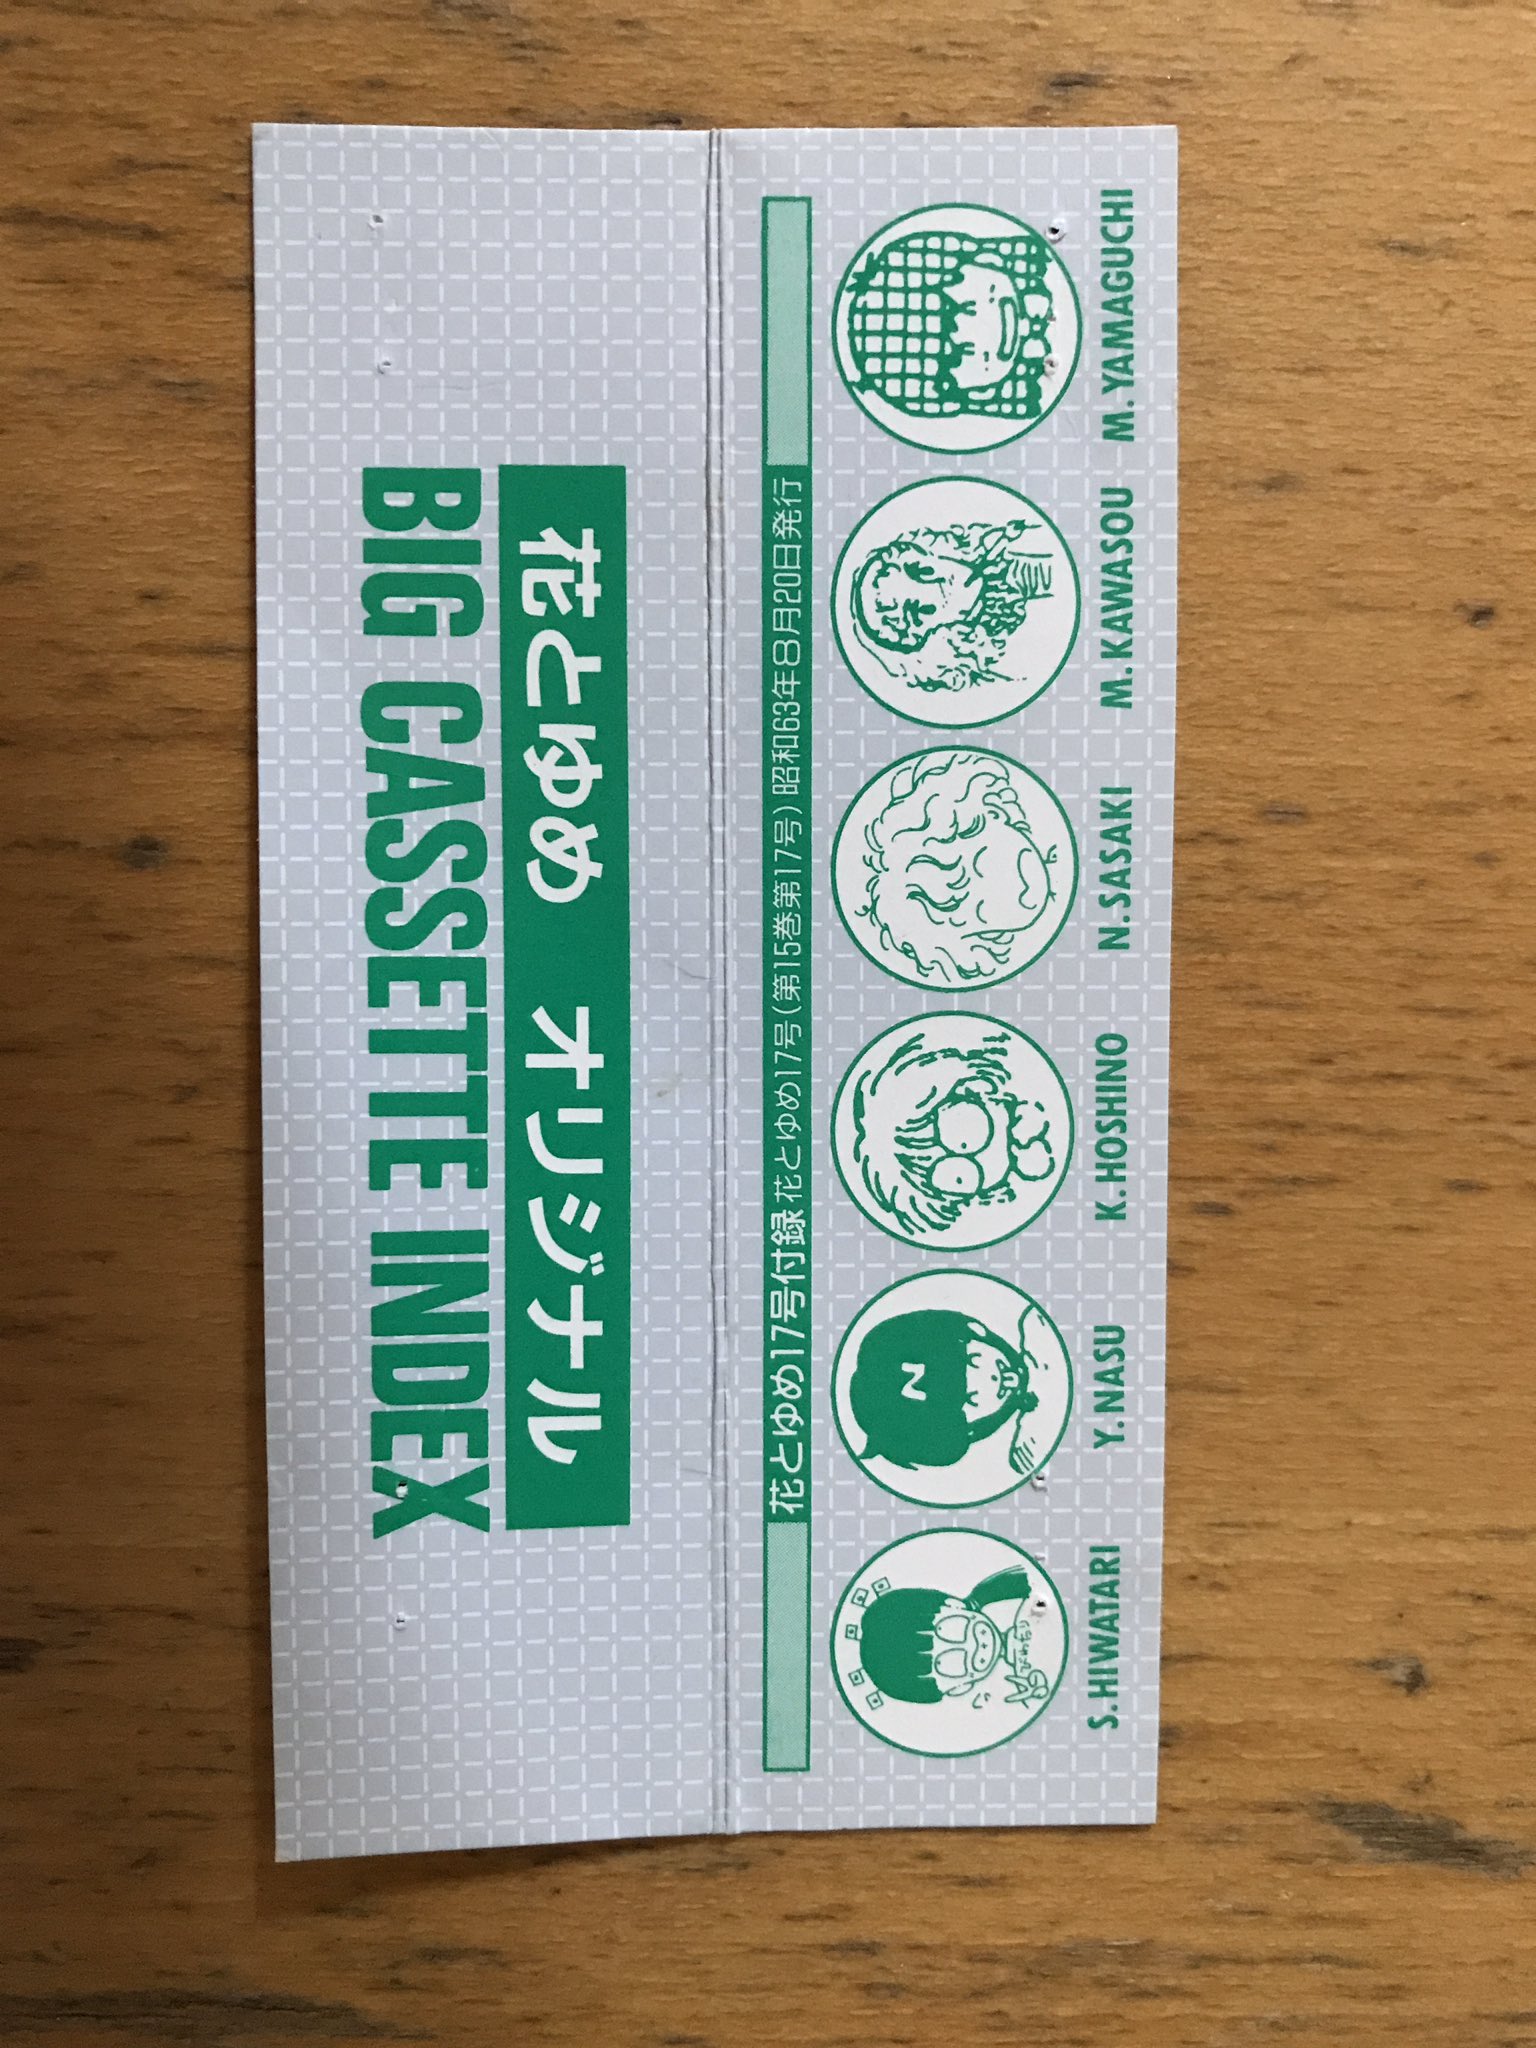 花とゆめ オリジナル
BIG CASSETTE INDEX
花とゆめ17号付録 花とゆめ17号(第15巻第17号) 昭和63年8月20日発行
N
S.HIWATARI Y.NASU K.HOSHINO N.SASAKI M.KAWASOU M.YAMAGUCHI